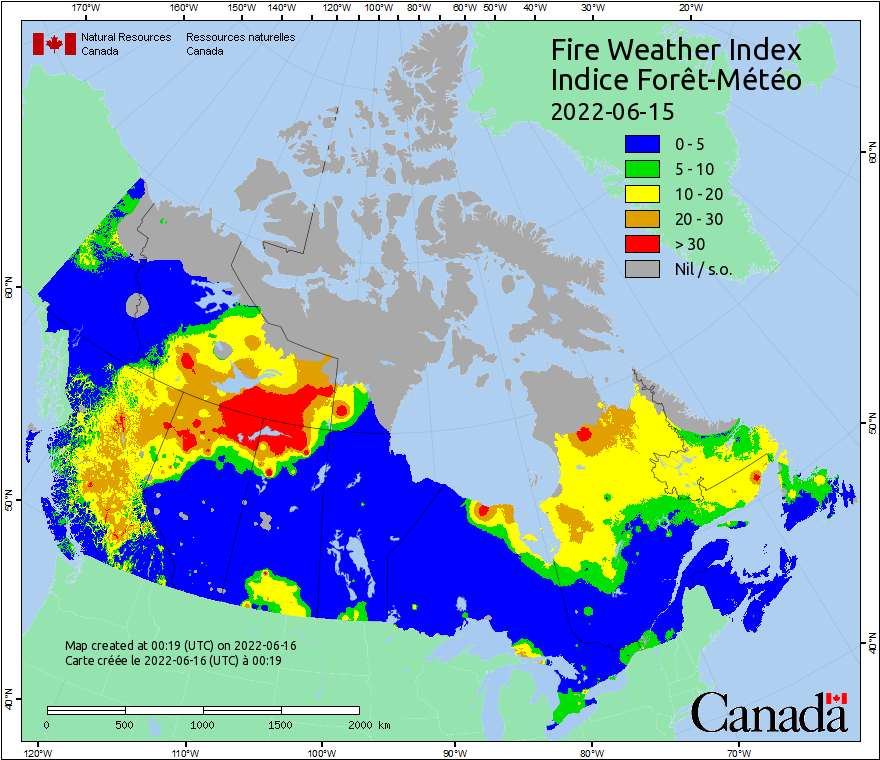 170°W 160°W 150°W 140°W 120°W 100°W 80°W 60°W 50°W 40°W 30°W 20°W
Natural Resources Ressources naturelles
Canada Canada
Fire Weather Index
Indice Forêt-Météo
2022-06-15
0 - 5
5 - 10
10 - 20
20 - 30
> 30
Nil / s.o.
60°N
60°N
50°N
50°N
40°N
40°N
Map created at 00:19 (UTC) on 2022-06-16
Carte créée le 2022-06-16 (UTC) à 00:19
0 500 1000 1500 2000 km
Canada
120°W 110°W 100°W 90°W 80°W 70°W